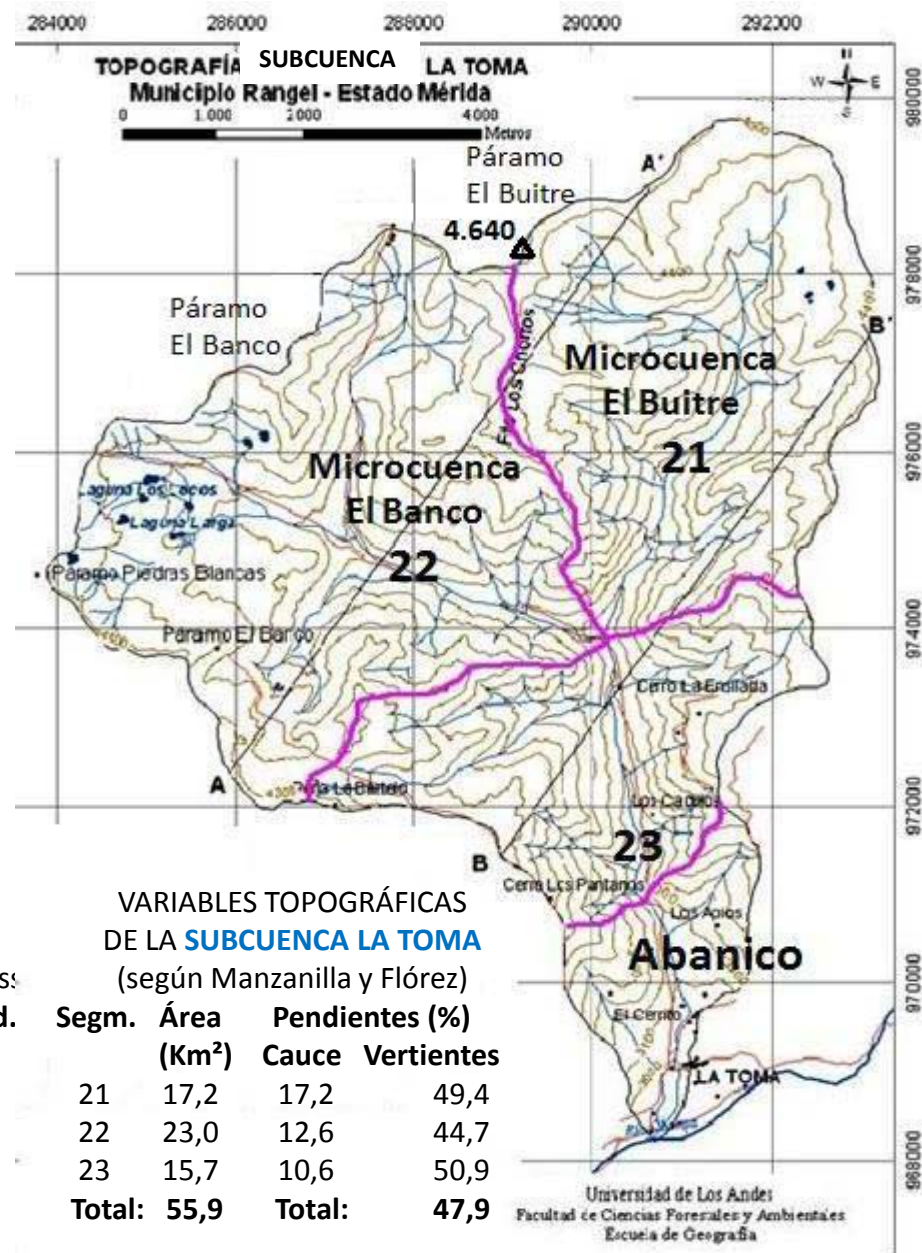 284000 286000 288000 290000 292000
TOPOGRAFÍA SUBCUENCA LA TOMA
Municipio Rangel - Estado Mérida
0 1.000 4.000
Metros
N
W E
S
980000
Páramo
El Buitre
4.640
A'
4400
978000
Páramo
El Banco
B'
Microcuenca
El Buitre
21
976000
Microcuenca
El Banco
22
Laguna Larga
Páramo Piedras Blancas
974000
Páramo El Banco
Cerro La Ensillada
A
972000
23
B
Cerro Los Pantanos
Los Apios
Abanico
970000
El Cerrito
LA TOMA
968000
VARIABLES TOPOGRÁFICAS
DE LA SUBCUENCA LA TOMA
(según Manzanilla y Flórez)
d. Segm. Área Pendientes (%)
(Km²) Cauce Vertientes
21 17,2 17,2 49,4
22 23,0 12,6 44,7
23 15,7 10,6 50,9
Total: 55,9 Total: 47,9
Universidad de Los Andes
Facultad de Ciencias Forestales y Ambientales
Escuela de Geografía